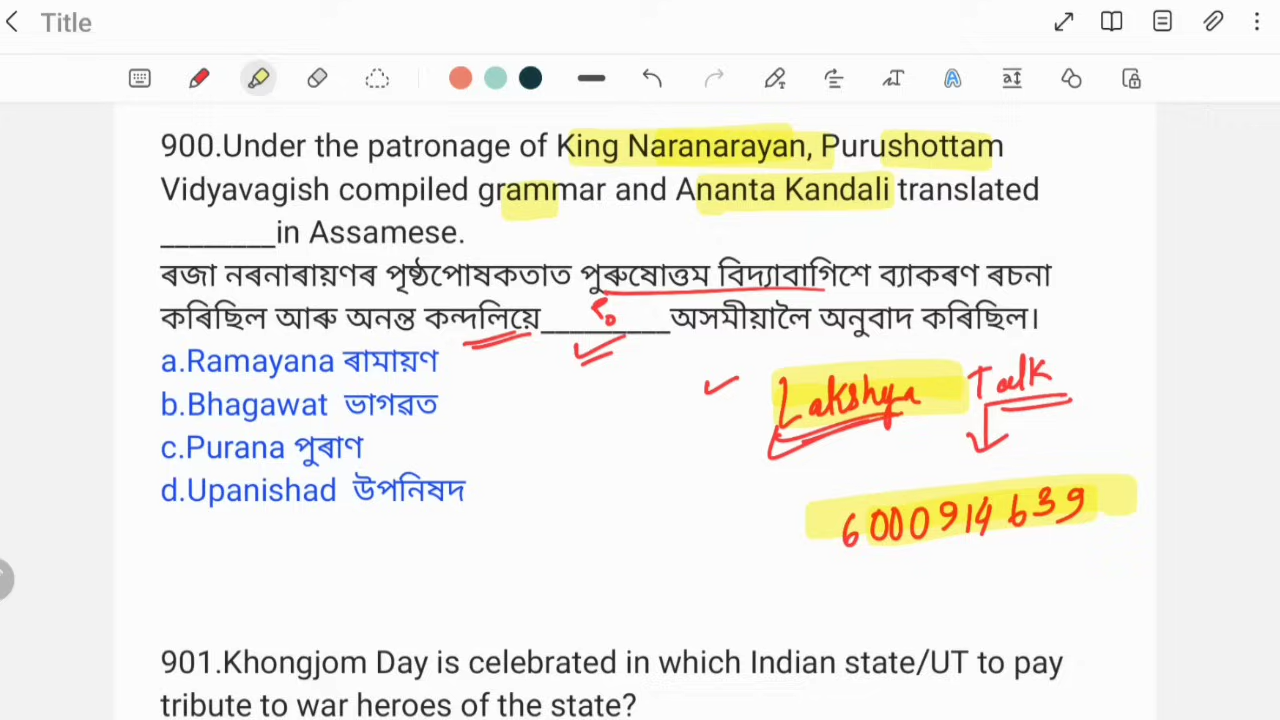 Title
900.Under the patronage of King Naranarayan, Purushottam
Vidyavagish compiled grammar and Ananta Kandali translated
________in Assamese.
ৰজা নৰনাৰায়ণৰ পৃষ্ঠপোষকতাত পুৰুষোত্তম বিদ্যাবাগিশে ব্যাকৰণ ৰচনা
কৰিছিল আৰু অনন্ত কন্দলিয়ে_________অসমীয়ালৈ অনুবাদ কৰিছিল।
a.Ramayana ৰামায়ণ
b.Bhagawat ভাগৱত
c.Purana পুৰাণ
d.Upanishad উপনিষদ
Lakshya Talk
6000914639
901.Khongjom Day is celebrated in which Indian state/UT to pay
tribute to war heroes of the state?